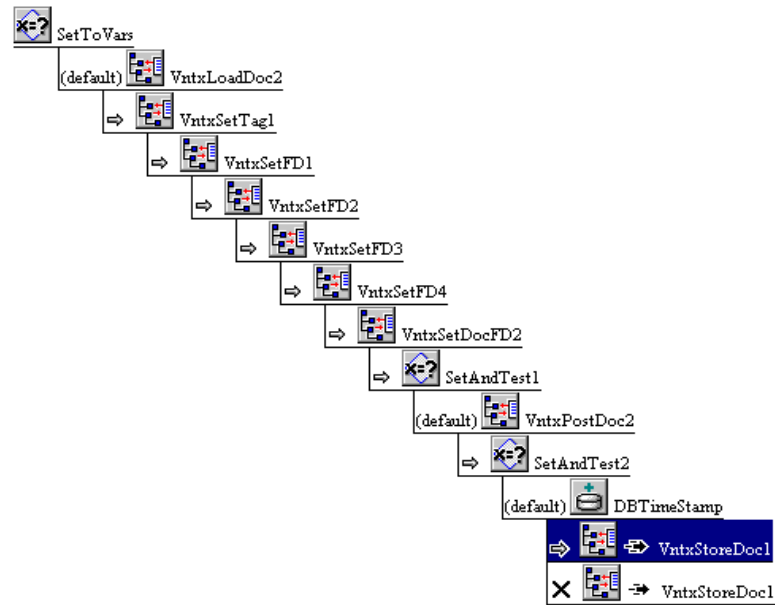 x=? SetToVars
(default) VntxLoadDoc2
VntxSetTag1
VntxSetFD1
VntxSetFD2
VntxSetFD3
VntxSetFD4
VntxSetDocFD2
x=? SetAndTest1
(default) VntxPostDoc2
x=? SetAndTest2
(default) DBTimeStamp
VntxStoreDoc1
VntxStoreDoc1